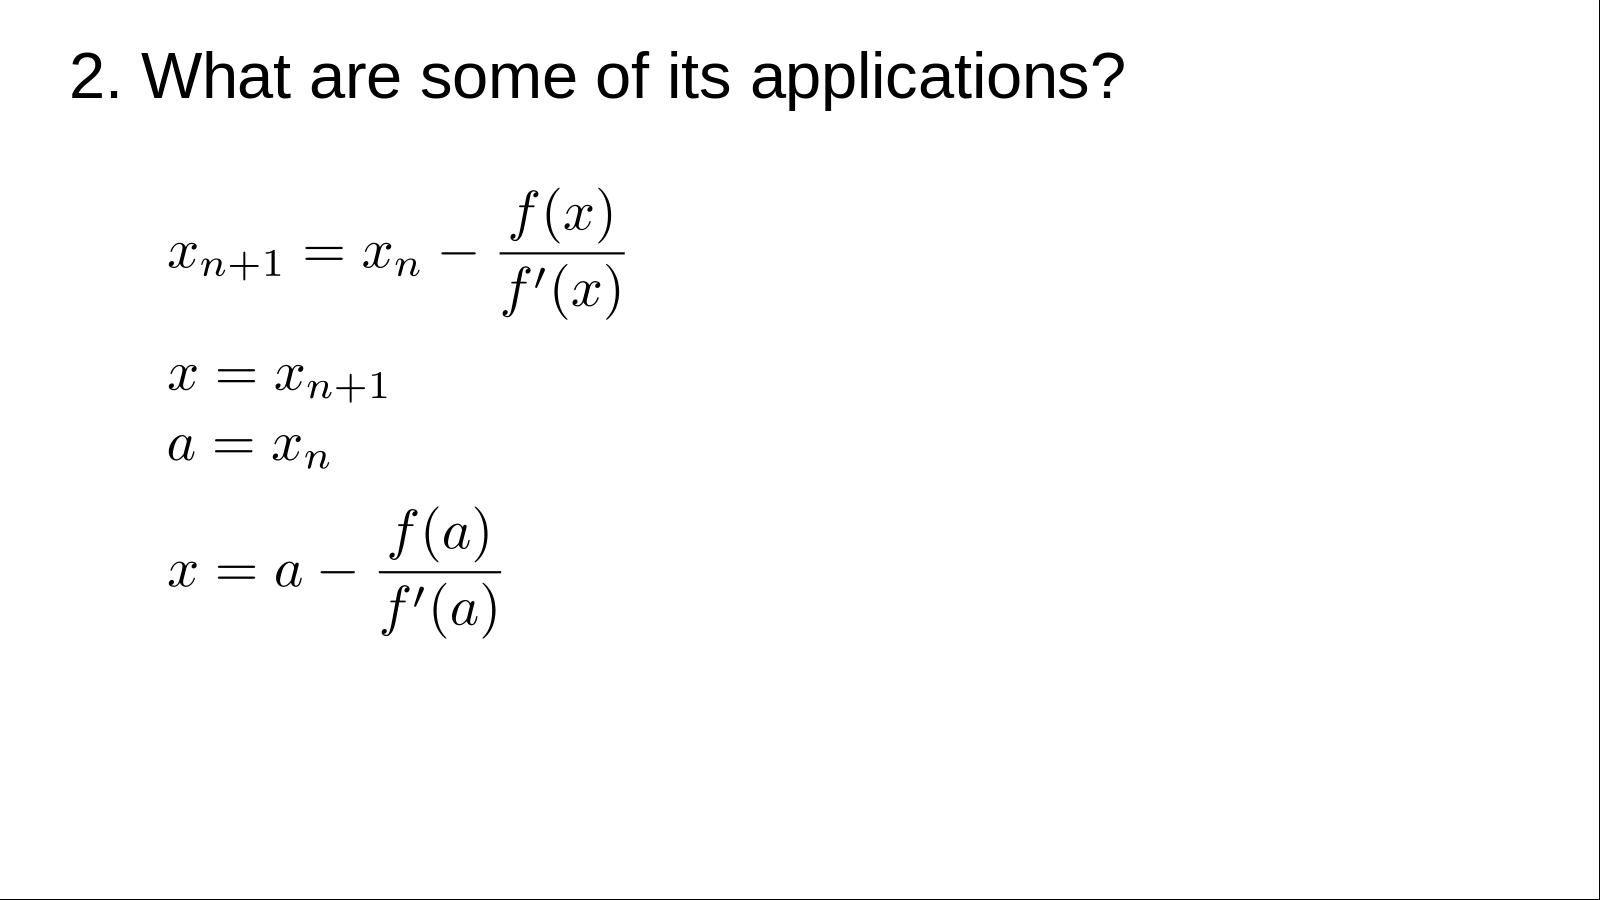 2. What are some of its applications?
x_{n+1} = x_n − \frac{f(x)}{f′(x)}
x = x_{n+1}
a = x_n
x = a − \frac{f(a)}{f′(a)}